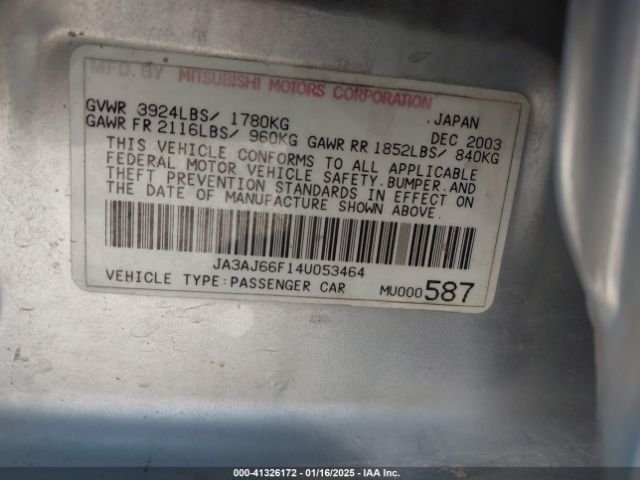 MFD. BY MITSUBISHI MOTORS CORPORATION
GVWR 3924LBS/ 1780KG .JAPAN
GAWR FR 2116LBS/ 960KG GAWR RR 1852LBS/ 840KG DEC 2003
THIS VEHICLE CONFORMS TO ALL APPLICABLE
FEDERAL MOTOR VEHICLE SAFETY.BUMPER.AND
THEFT PREVENTION STANDARDS IN EFFECT ON
THE DATE OF MANUFACTURE SHOWN ABOVE.
JA3AJ66F14U053464
VEHICLE TYPE:PASSENGER CAR MU000587
000-41326172 — 01/16/2025 — IAA Inc.